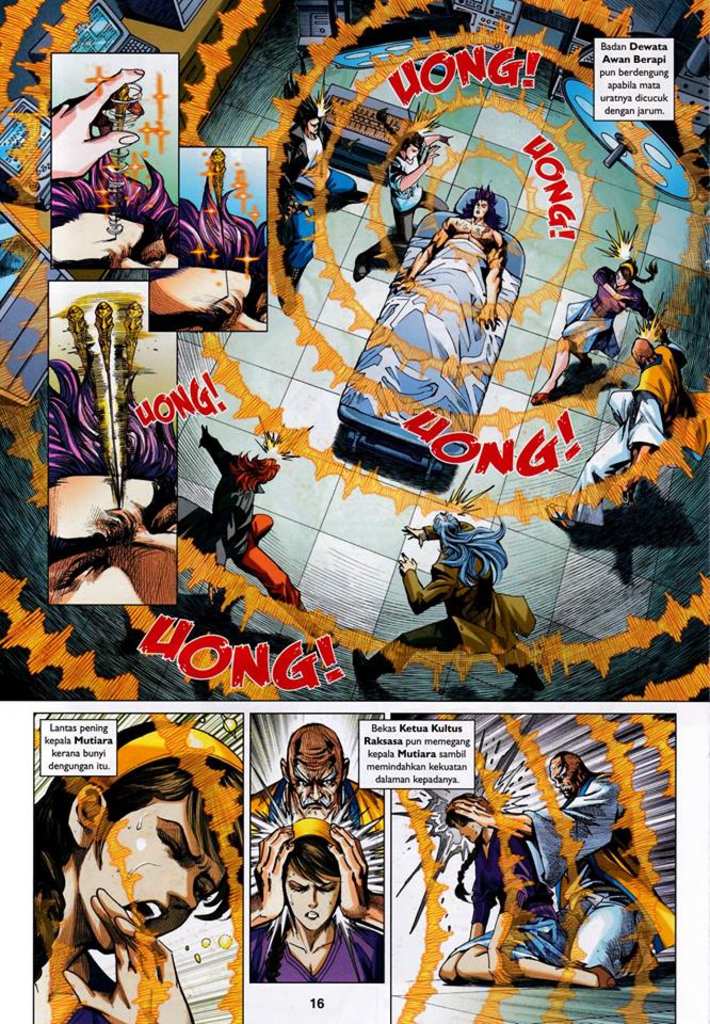 UONG!
Badan Dewata
Awan Berapi
pun berdengung
apabila mata
uratnya dicucuk
dengan jarum.
UONG!
UONG!
UONG!
UONG!
Lantas pening
kepala Mutiara
kerana bunyi
dengungan itu.
Bekas Ketua Kultus
Raksasa pun memegang
kepala Mutiara sambil
memindahkan kekuatan
dalaman kepadanya.
16